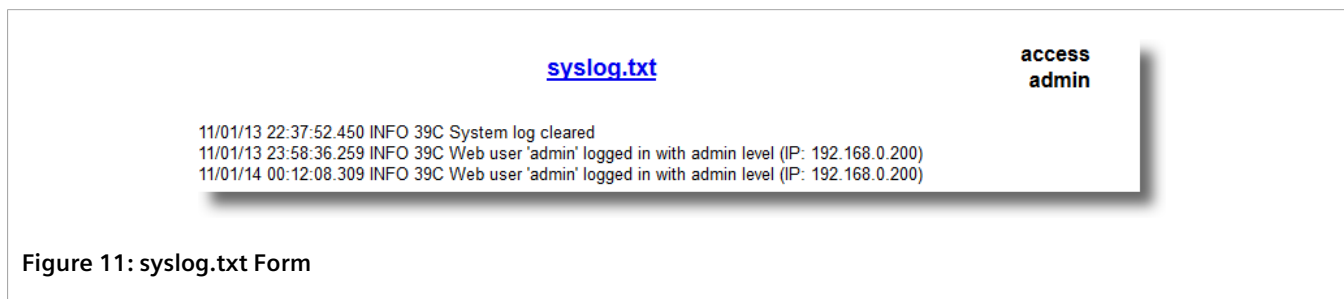 syslog.txt
access
admin
11/01/13 22:37:52.450 INFO 39C System log cleared
11/01/13 23:58:36.259 INFO 39C Web user 'admin' logged in with admin level (IP: 192.168.0.200)
11/01/14 00:12:08.309 INFO 39C Web user 'admin' logged in with admin level (IP: 192.168.0.200)
Figure 11: syslog.txt Form